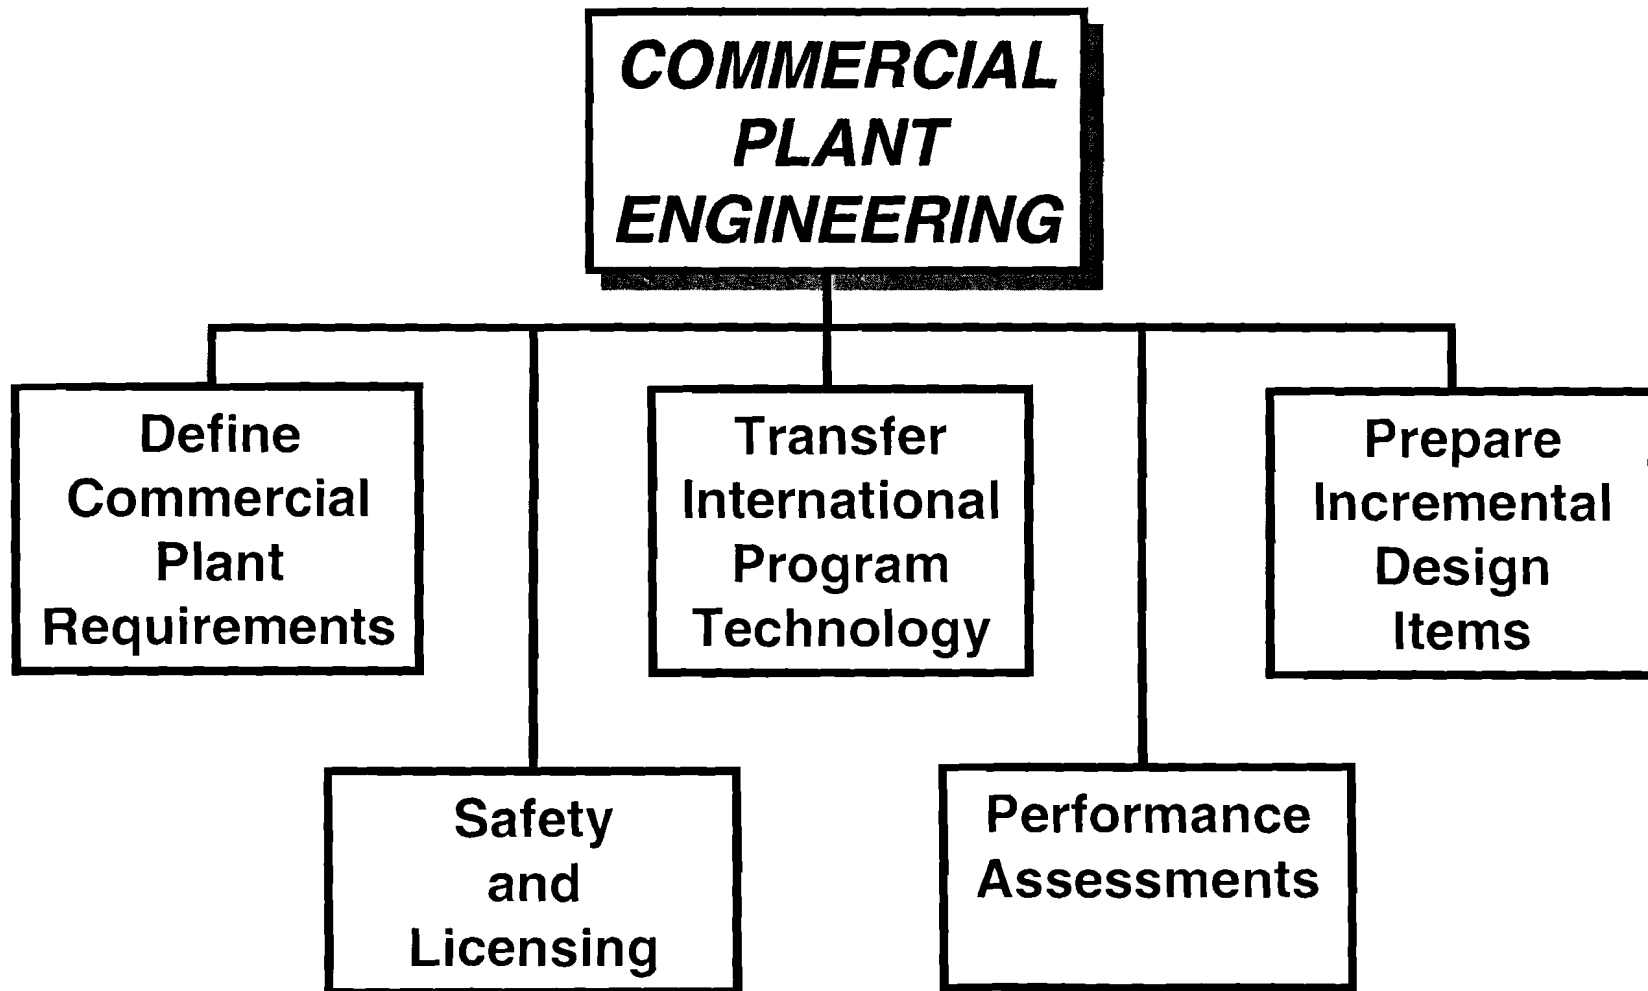 COMMERCIAL
PLANT
ENGINEERING
Define
Commercial
Plant
Requirements
Transfer
International
Program
Technology
Prepare
Incremental
Design
Items
Safety
and
Licensing
Performance
Assessments